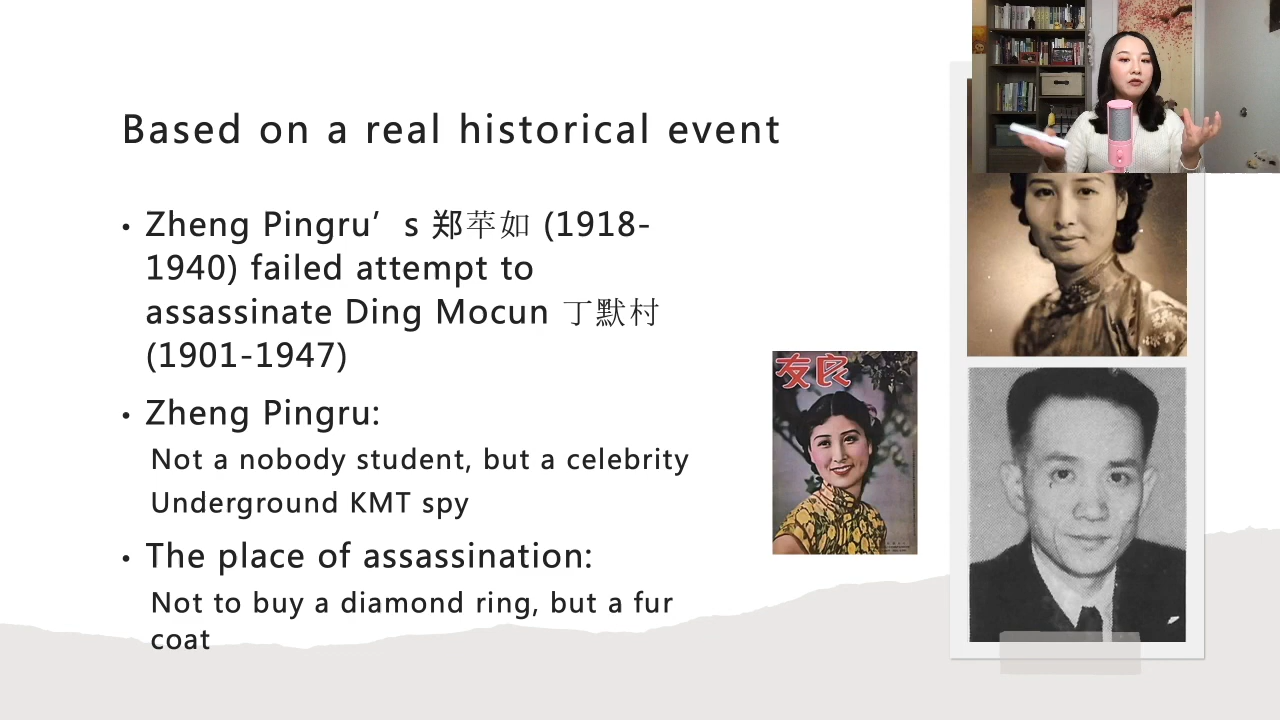 Based on a real historical event
• Zheng Pingru’s 郑苹如 (1918-
1940) failed attempt to
assassinate Ding Mocun 丁默村
(1901-1947)
• Zheng Pingru:
Not a nobody student, but a celebrity
Underground KMT spy
• The place of assassination:
Not to buy a diamond ring, but a fur
coat
友良